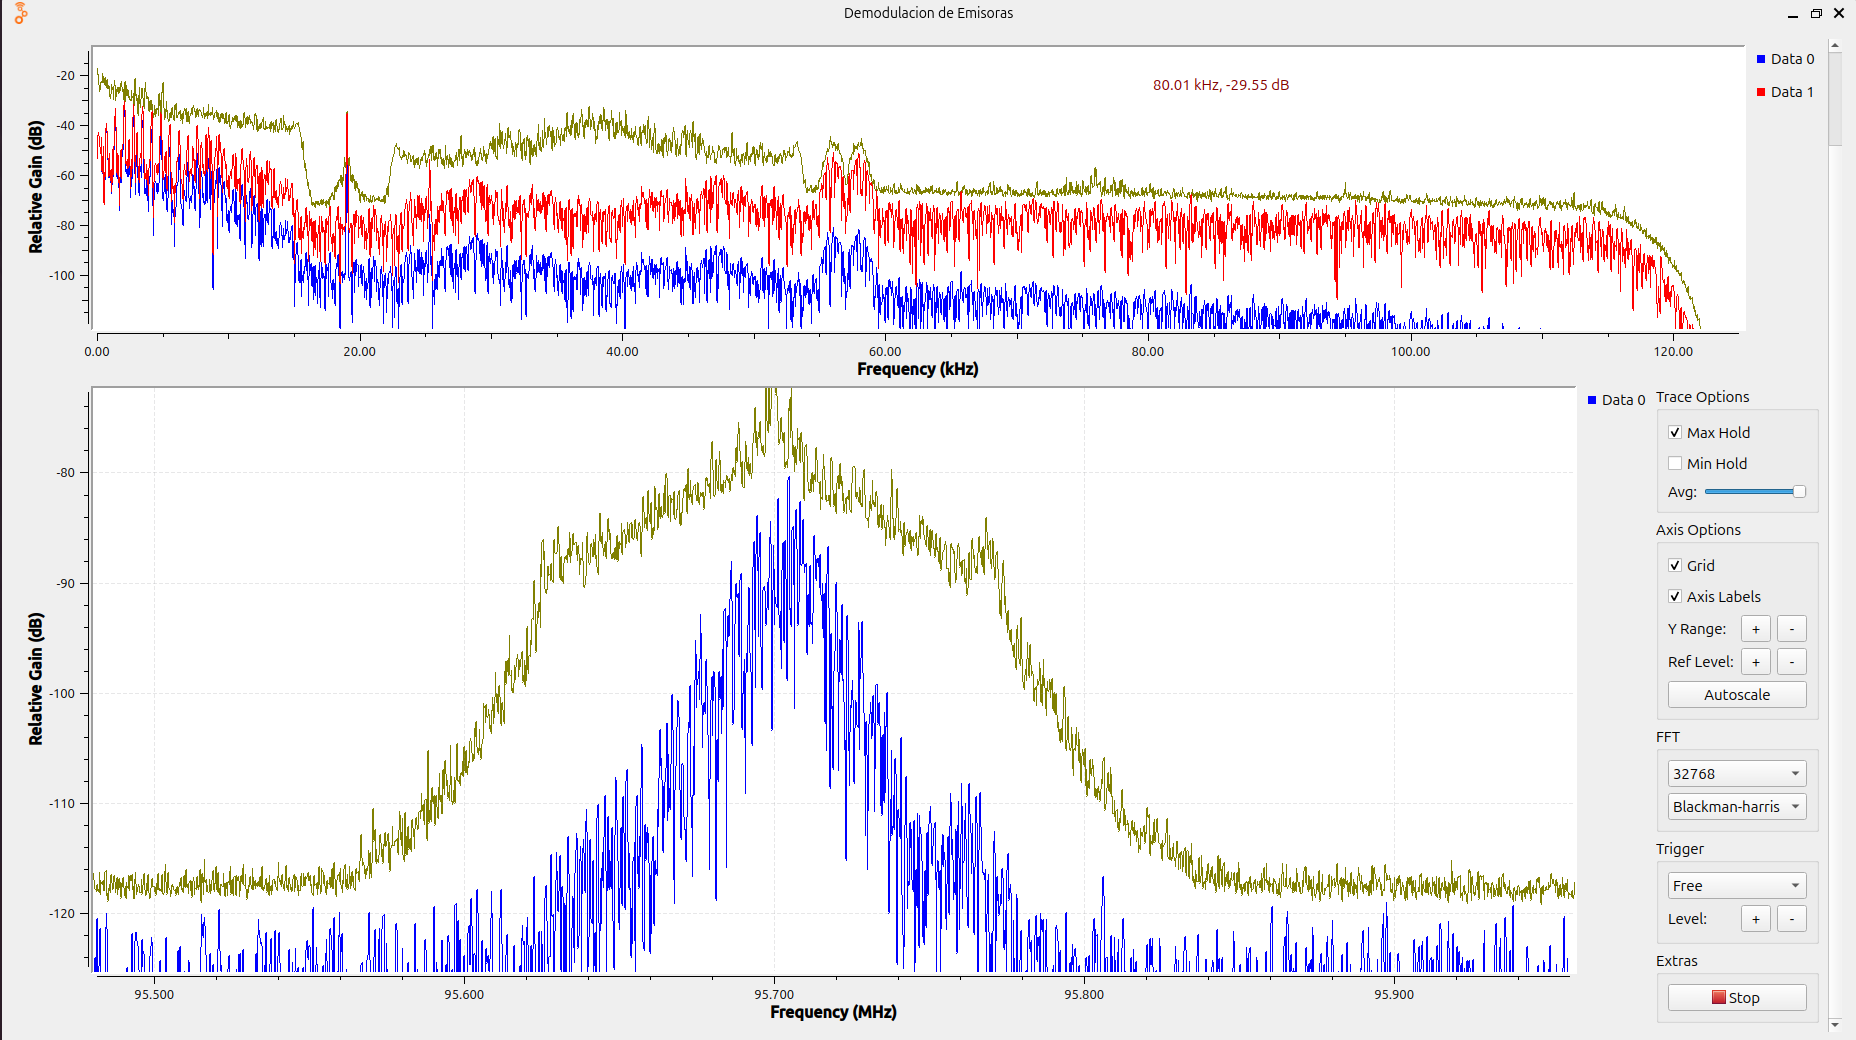 Demodulacion de Emisoras
80.01 kHz, -29.55 dB
Data 0
Data 1
Relative Gain (dB)
-20
-40
-60
-80
-100
0.00 20.00 40.00 60.00 80.00 100.00 120.00
Frequency (kHz)
Data 0
Relative Gain (dB)
-80
-90
-100
-110
-120
95.500 95.600 95.700 95.800 95.900
Frequency (MHz)
Trace Options
Max Hold
Min Hold
Avg:
Axis Options
Grid
Axis Labels
Y Range: + -
Ref Level: + -
Autoscale
FFT
32768
Blackman-harris
Trigger
Free
Level: + -
Extras
Stop